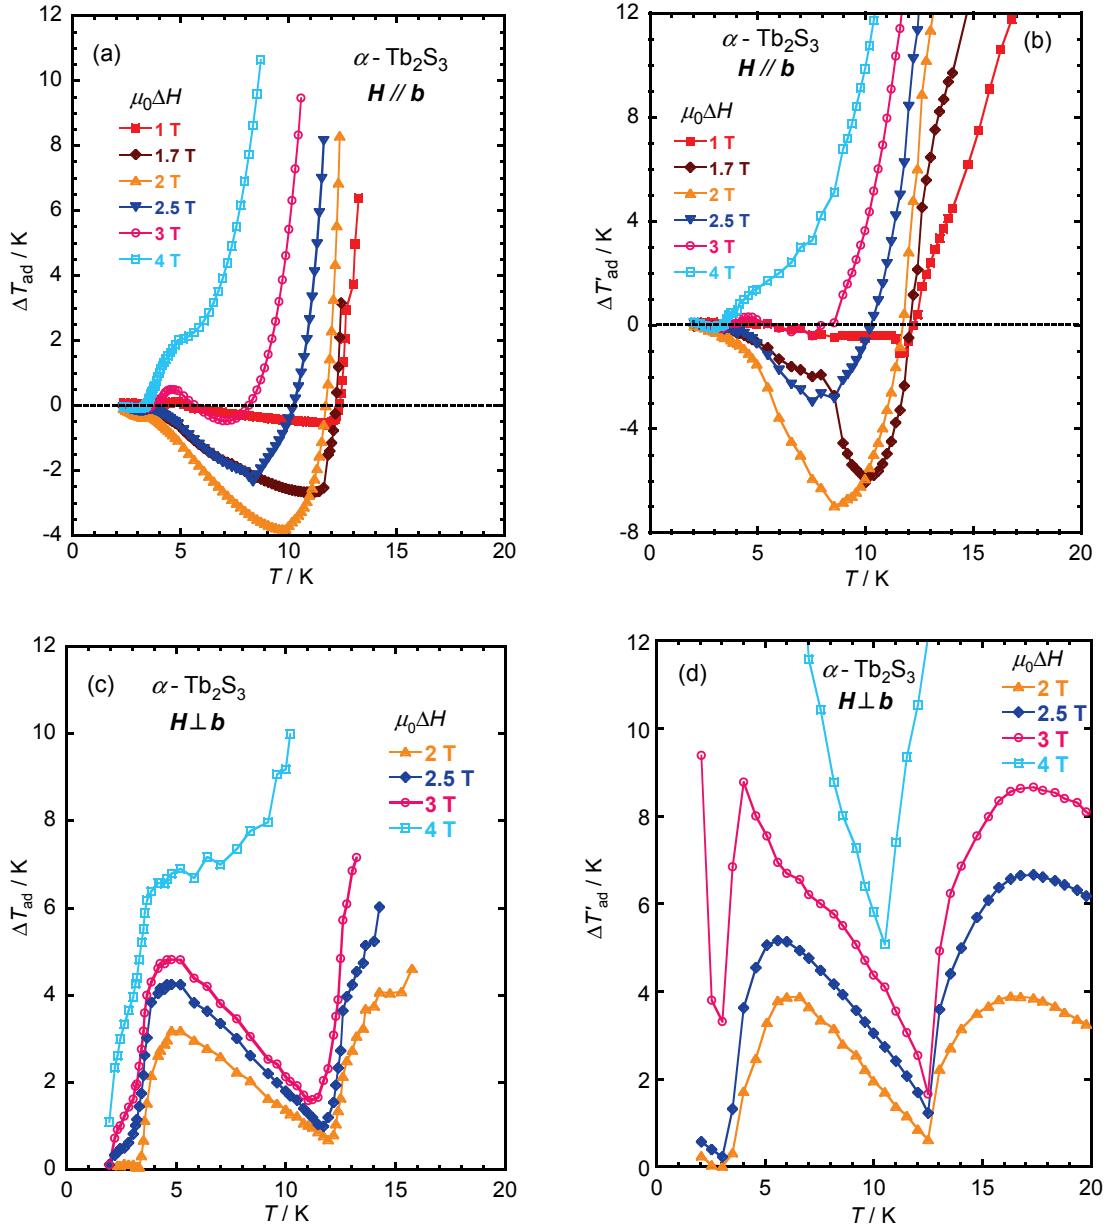 (a)
α - Tb₂S₃
H // b
μ₀ΔH
1 T
1.7 T
2 T
2.5 T
3 T
4 T
12
10
8
6
4
2
0
-2
-4
ΔT_ad / K
0 5 10 15 20
T / K
(b)
α - Tb₂S₃
H // b
μ₀ΔH
1 T
1.7 T
2 T
2.5 T
3 T
4 T
12
8
4
0
-4
-8
ΔT′_ad / K
0 5 10 15 20
T / K
(c)
α - Tb₂S₃
H ⊥ b
μ₀ΔH
2 T
2.5 T
3 T
4 T
12
10
8
6
4
2
0
ΔT_ad / K
0 5 10 15 20
T / K
(d)
α - Tb₂S₃
H ⊥ b
μ₀ΔH
2 T
2.5 T
3 T
4 T
12
10
8
6
4
2
0
ΔT′_ad / K
0 5 10 15 20
T / K